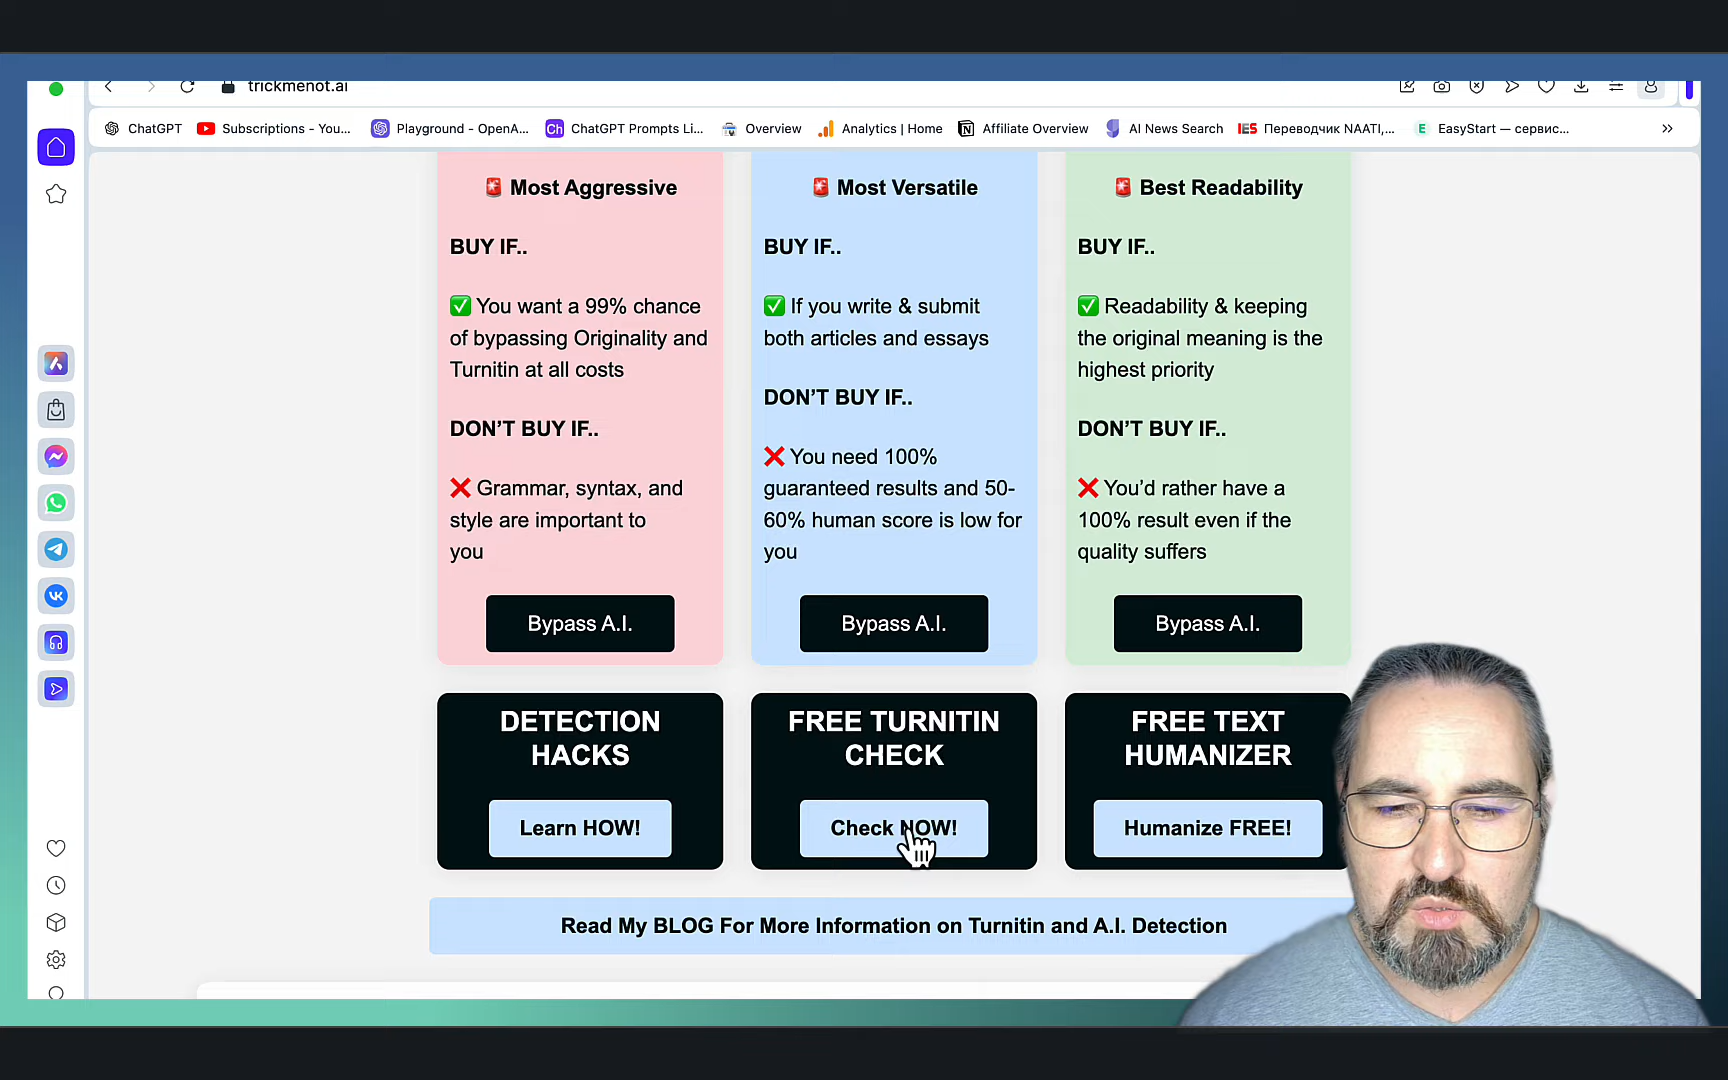 trickmenot.ai
ChatGPT
Subscriptions - You...
Playground - OpenA...
Ch
ChatGPT Prompts Li...
Overview
Analytics | Home
Affiliate Overview
AI News Search
IES
Переводчик NAATI,...
E
EasyStart — сервис...
🚨 Most Aggressive
BUY IF..
✅ You want a 99% chance
of bypassing Originality and
Turnitin at all costs
DON’T BUY IF..
❌ Grammar, syntax, and
style are important to
you
Bypass A.I.
🚨 Most Versatile
BUY IF..
✅ If you write & submit
both articles and essays
DON’T BUY IF..
❌ You need 100%
guaranteed results and 50-
60% human score is low for
you
Bypass A.I.
🚨 Best Readability
BUY IF..
✅ Readability & keeping
the original meaning is the
highest priority
DON’T BUY IF..
❌ You’d rather have a
100% result even if the
quality suffers
Bypass A.I.
DETECTION
HACKS
Learn HOW!
FREE TURNITIN
CHECK
Check NOW!
FREE TEXT
HUMANIZER
Humanize FREE!
Read My BLOG For More Information on Turnitin and A.I. Detection